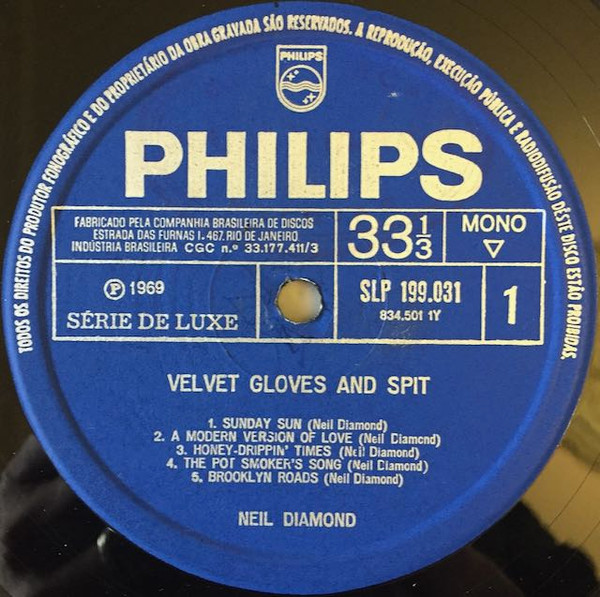 TODOS OS DIREITOS DO PRODUTOR FONOGRÁFICO E DO PROPRIETÁRIO DA OBRA GRAVADA SÃO RESERVADOS. A REPRODUÇÃO, EXECUÇÃO PÚBLICA E RADIODIFUSÃO DESTE DISCO ESTÃO PROIBIDAS.
PHILIPS
PHILIPS
FABRICADO PELA COMPANHIA BRASILEIRA DE DISCOS
ESTRADA DAS FURNAS I. 467. RIO DE JANEIRO
INDÚSTRIA BRASILEIRA CGC n.º 33.177.411/3
33 1/3
MONO
℗ 1969
SÉRIE DE LUXE
SLP 199.031
834.501 1Y
1
VELVET GLOVES AND SPIT
1. SUNDAY SUN (Neil Diamond)
2. A MODERN VERSION OF LOVE (Neil Diamond)
3. HONEY-DRIPPIN' TIMES (Neil Diamond)
4. THE POT SMOKER'S SONG (Neil Diamond)
5. BROOKLYN ROADS (Neil Diamond)
NEIL DIAMOND